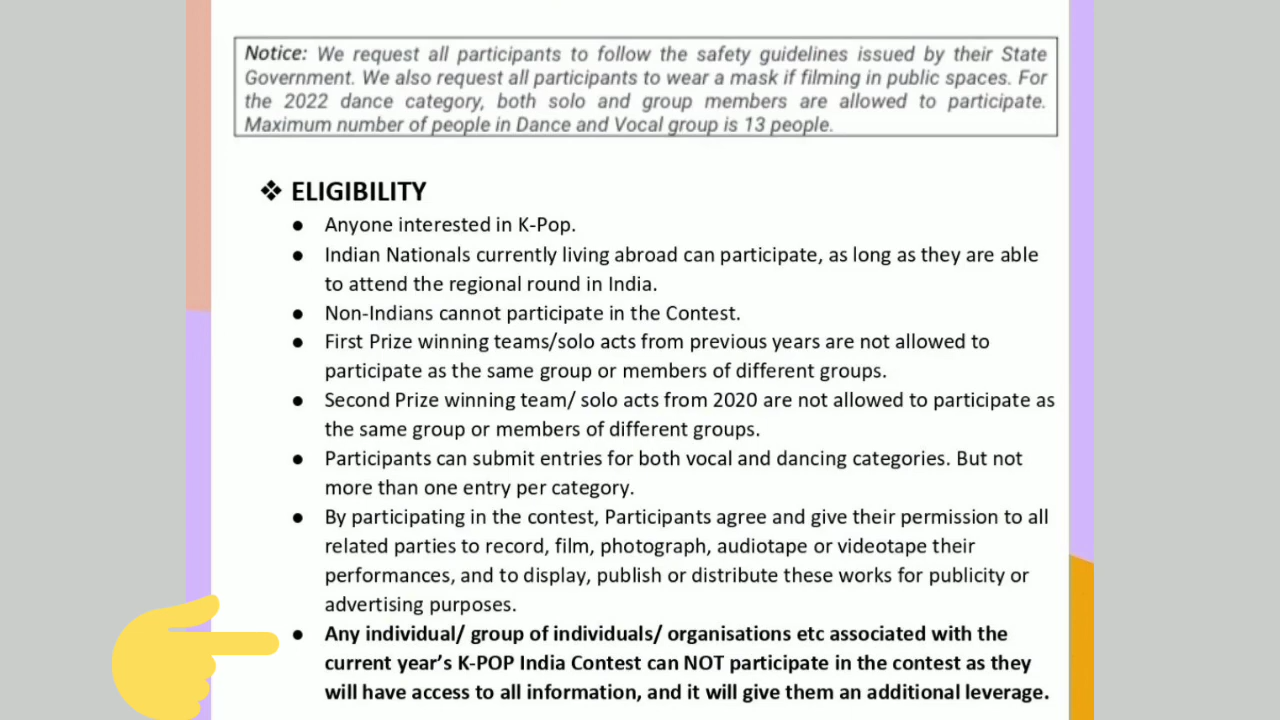 Notice: We request all participants to follow the safety guidelines issued by their State
Government. We also request all participants to wear a mask if filming in public spaces. For
the 2022 dance category, both solo and group members are allowed to participate.
Maximum number of people in Dance and Vocal group is 13 people.
❖ ELIGIBILITY
● Anyone interested in K-Pop.
● Indian Nationals currently living abroad can participate, as long as they are able
to attend the regional round in India.
● Non-Indians cannot participate in the Contest.
● First Prize winning teams/solo acts from previous years are not allowed to
participate as the same group or members of different groups.
● Second Prize winning team/ solo acts from 2020 are not allowed to participate as
the same group or members of different groups.
● Participants can submit entries for both vocal and dancing categories. But not
more than one entry per category.
● By participating in the contest, Participants agree and give their permission to all
related parties to record, film, photograph, audiotape or videotape their
performances, and to display, publish or distribute these works for publicity or
advertising purposes.
● Any individual/ group of individuals/ organisations etc associated with the
current year’s K-POP India Contest can NOT participate in the contest as they
will have access to all information, and it will give them an additional leverage.